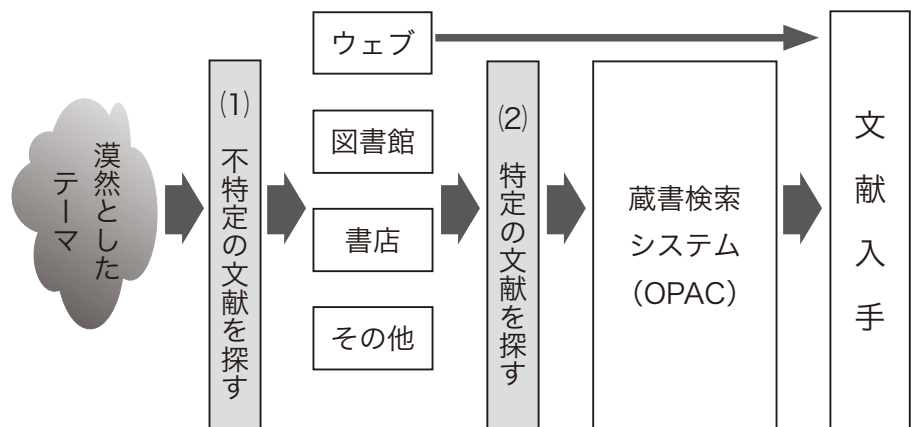 漠然とした
テーマ
(1) 不特定の文献を探す
ウェブ
図書館
書店
その他
(2) 特定の文献を探す
蔵書検索
システム
（OPAC）
文献入手